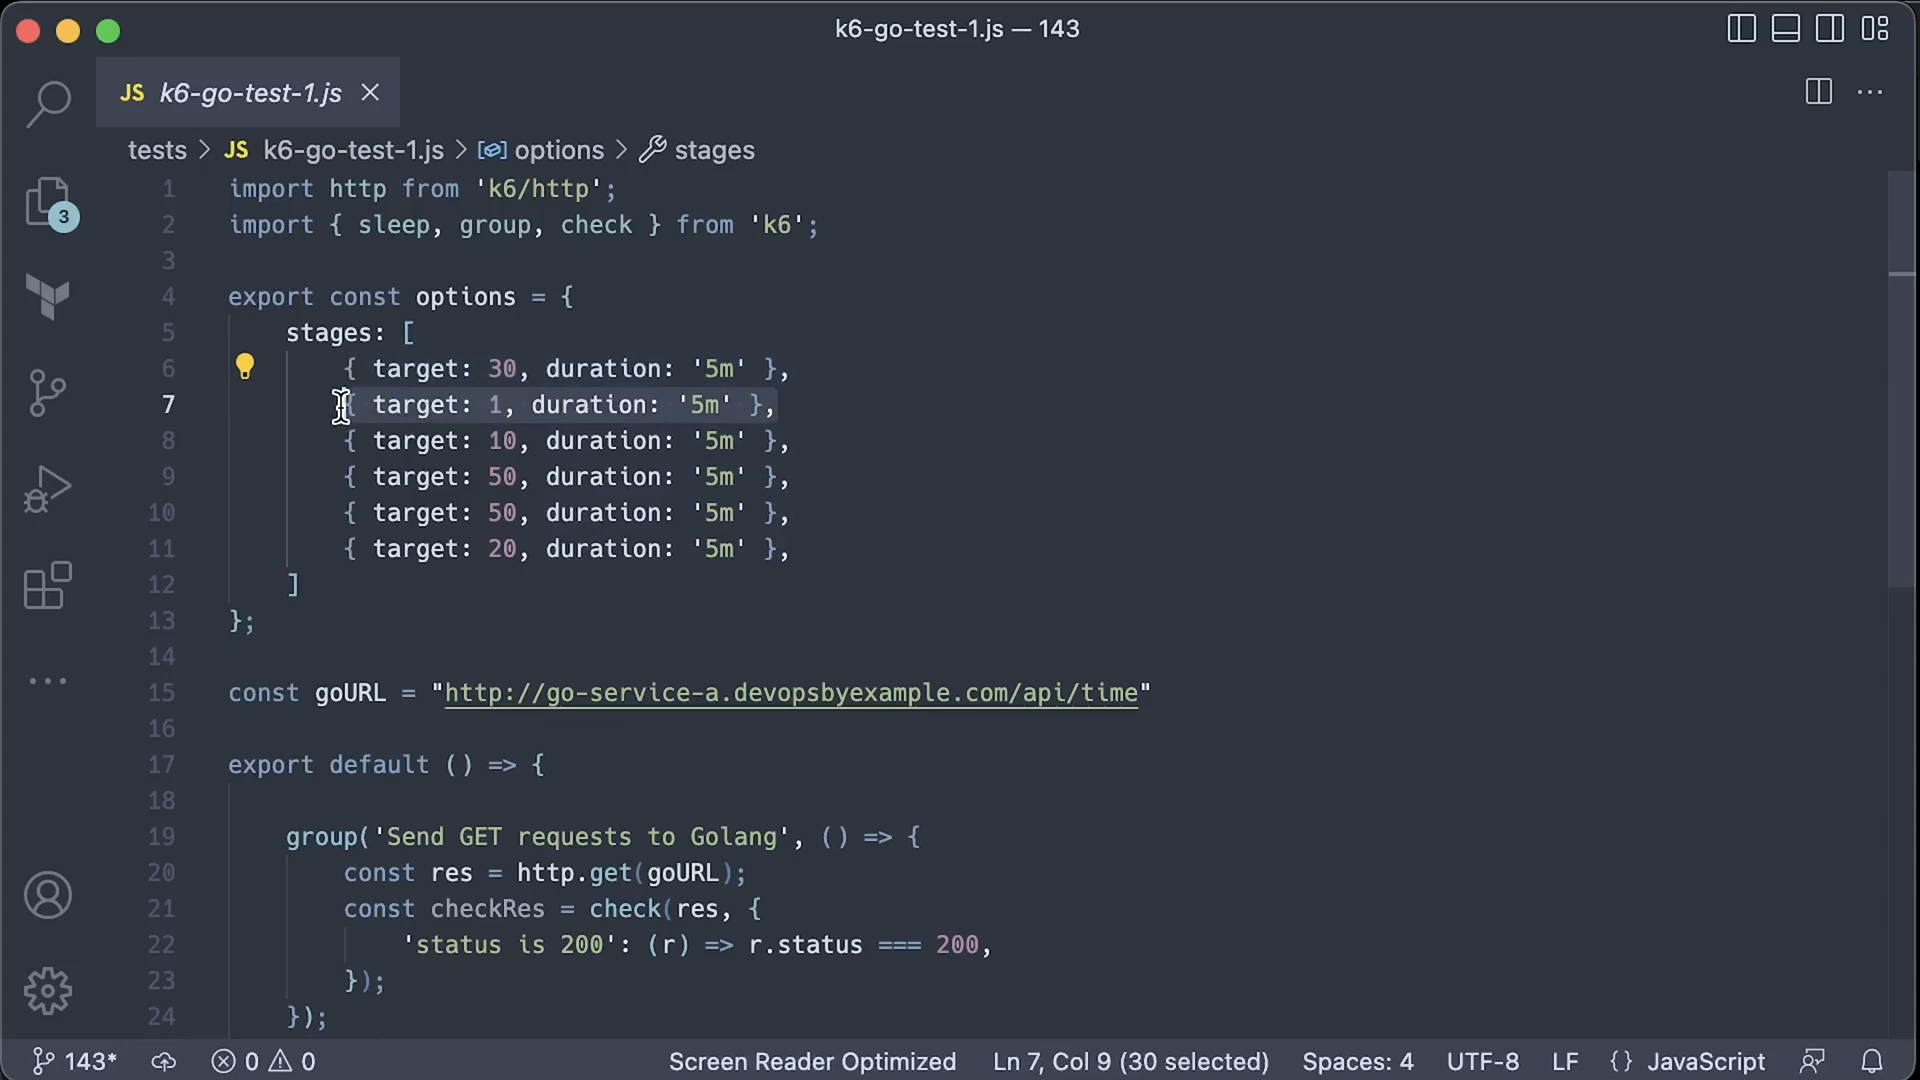 k6-go-test-1.js — 143
JS k6-go-test-1.js
tests > JS k6-go-test-1.js > options > stages
3
1 import http from 'k6/http';
2 import { sleep, group, check } from 'k6';
3
4 export const options = {
5 stages: [
6 { target: 30, duration: '5m' },
7 { target: 1, duration: '5m' },
8 { target: 10, duration: '5m' },
9 { target: 50, duration: '5m' },
10 { target: 50, duration: '5m' },
11 { target: 20, duration: '5m' },
12 ]
13 };
14
15 const goURL = "http://go-service-a.devopsbyexample.com/api/time"
16
17 export default () => {
18
19 group('Send GET requests to Golang', () => {
20 const res = http.get(goURL);
21 const checkRes = check(res, {
22 'status is 200': (r) => r.status === 200,
23 });
24 });
143* 0 0 Screen Reader Optimized Ln 7, Col 9 (30 selected) Spaces: 4 UTF-8 LF {} JavaScript